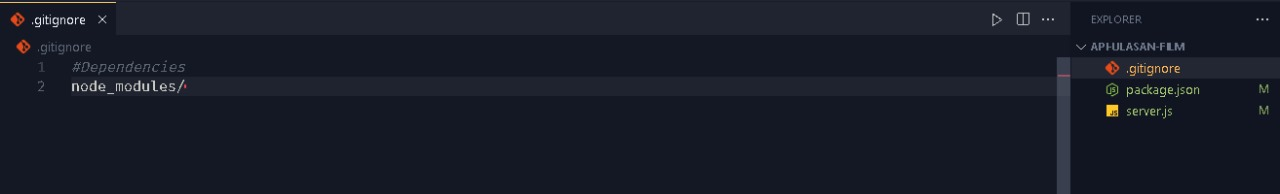 .gitignore
EXPLORER
.gitignore
API-ULASAN-FILM
1 #Dependencies
2 node_modules/
.gitignore
package.json M
server.js M